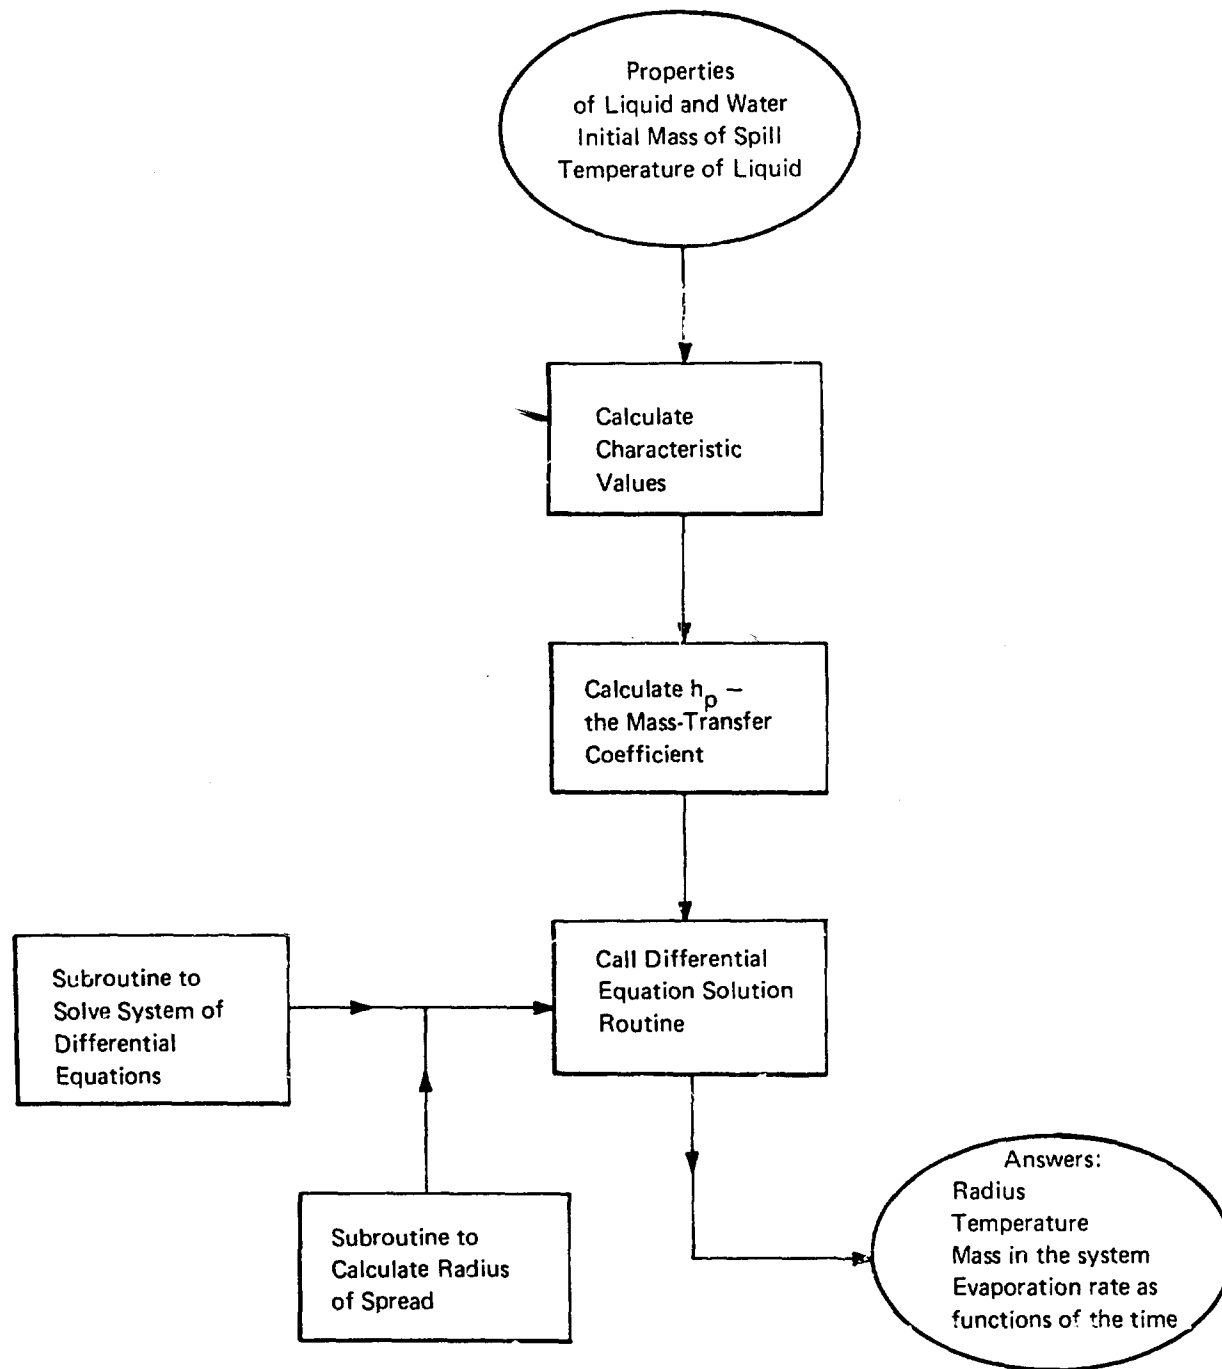 Properties
of Liquid and Water
Initial Mass of Spill
Temperature of Liquid
Calculate
Characteristic
Values
Calculate hp –
the Mass-Transfer
Coefficient
Call Differential
Equation Solution
Routine
Subroutine to
Solve System of
Differential
Equations
Subroutine to
Calculate Radius
of Spread
Answers:
Radius
Temperature
Mass in the system
Evaporation rate as
functions of the time